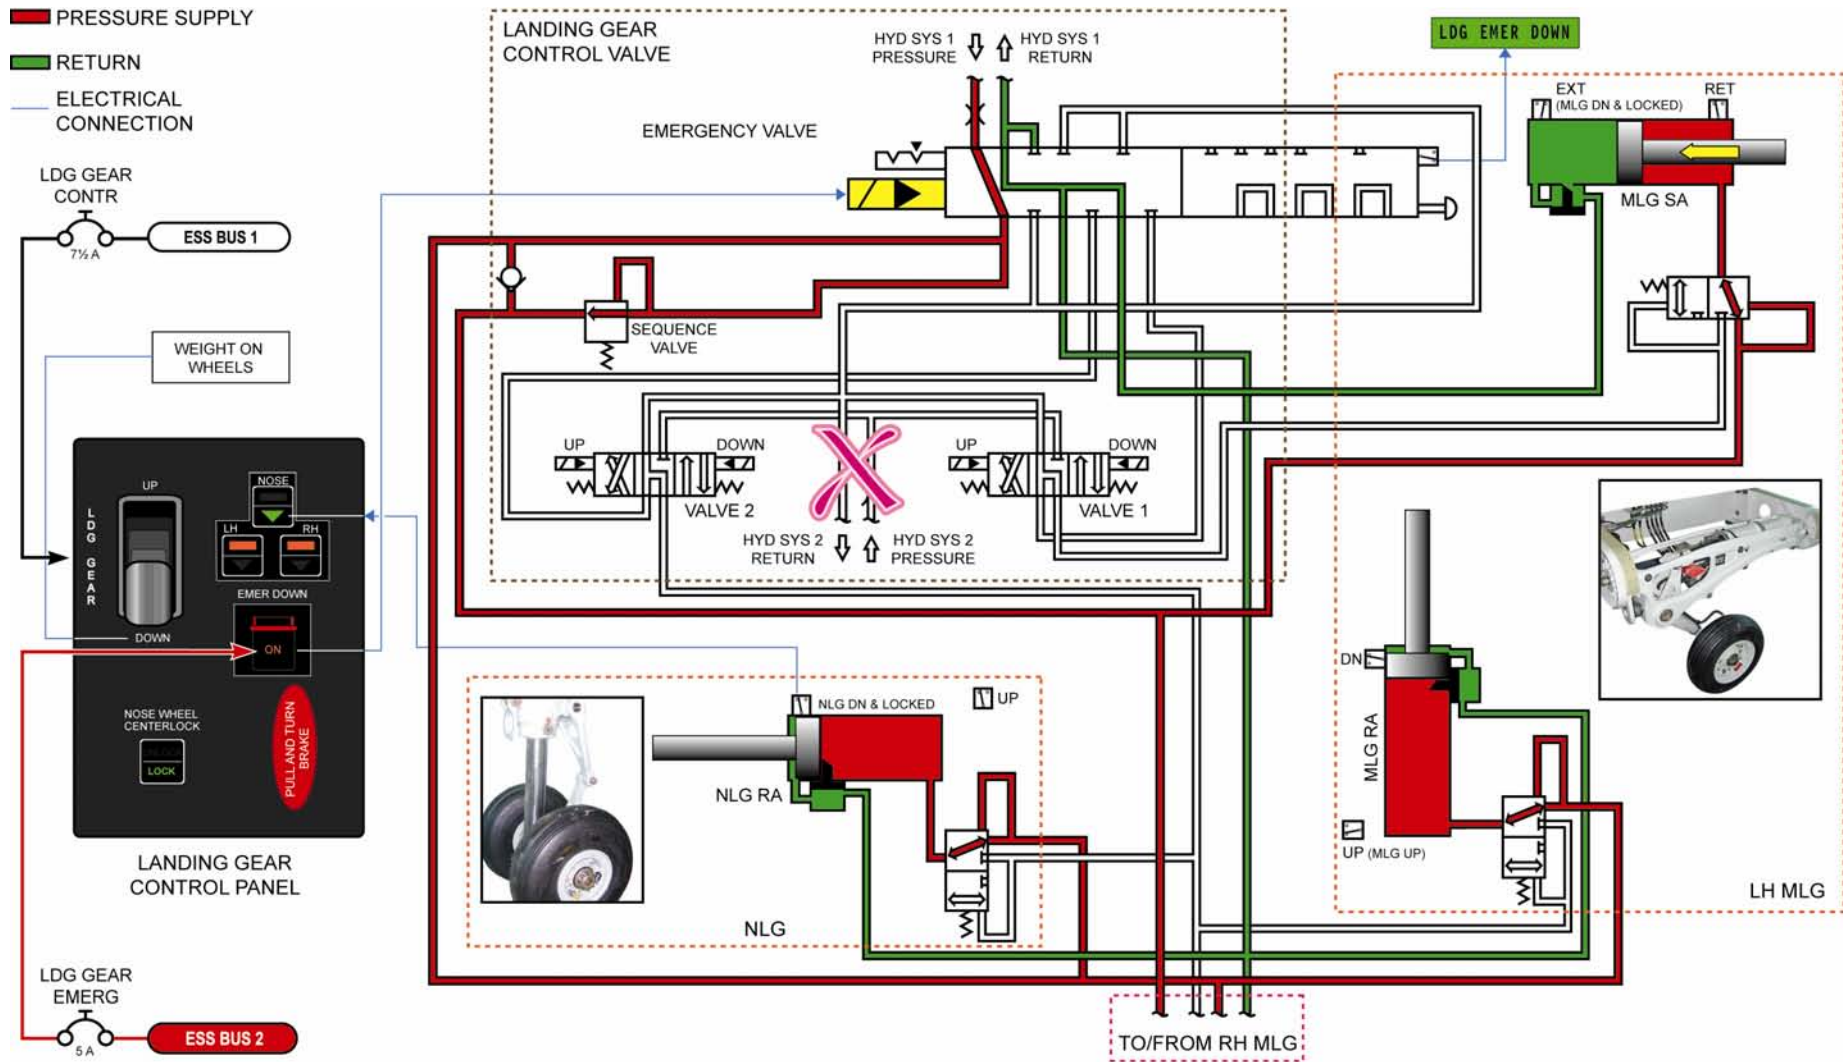 PRESSURE SUPPLY
RETURN
ELECTRICAL
CONNECTION
LDG GEAR
CONTR
ESS BUS 1
7½ A
WEIGHT ON
WHEELS
UP
LDG GEAR
DOWN
NOSE
LH
RH
EMER DOWN
ON
NOSE WHEEL
CENTERLOCK
LOCK
PULL AND TURN
BRAKE
LANDING GEAR
CONTROL PANEL
LDG GEAR
EMERG
ESS BUS 2
5 A
LANDING GEAR
CONTROL VALVE
HYD SYS 1
PRESSURE
HYD SYS 1
RETURN
EMERGENCY VALVE
SEQUENCE
VALVE
UP
DOWN
VALVE 2
UP
DOWN
VALVE 1
HYD SYS 2
RETURN
HYD SYS 2
PRESSURE
LDG EMER DOWN
EXT
(MLG DN & LOCKED)
RET
MLG SA
DN
MLG RA
UP (MLG UP)
LH MLG
NLG DN & LOCKED
UP
NLG RA
NLG
TO/FROM RH MLG